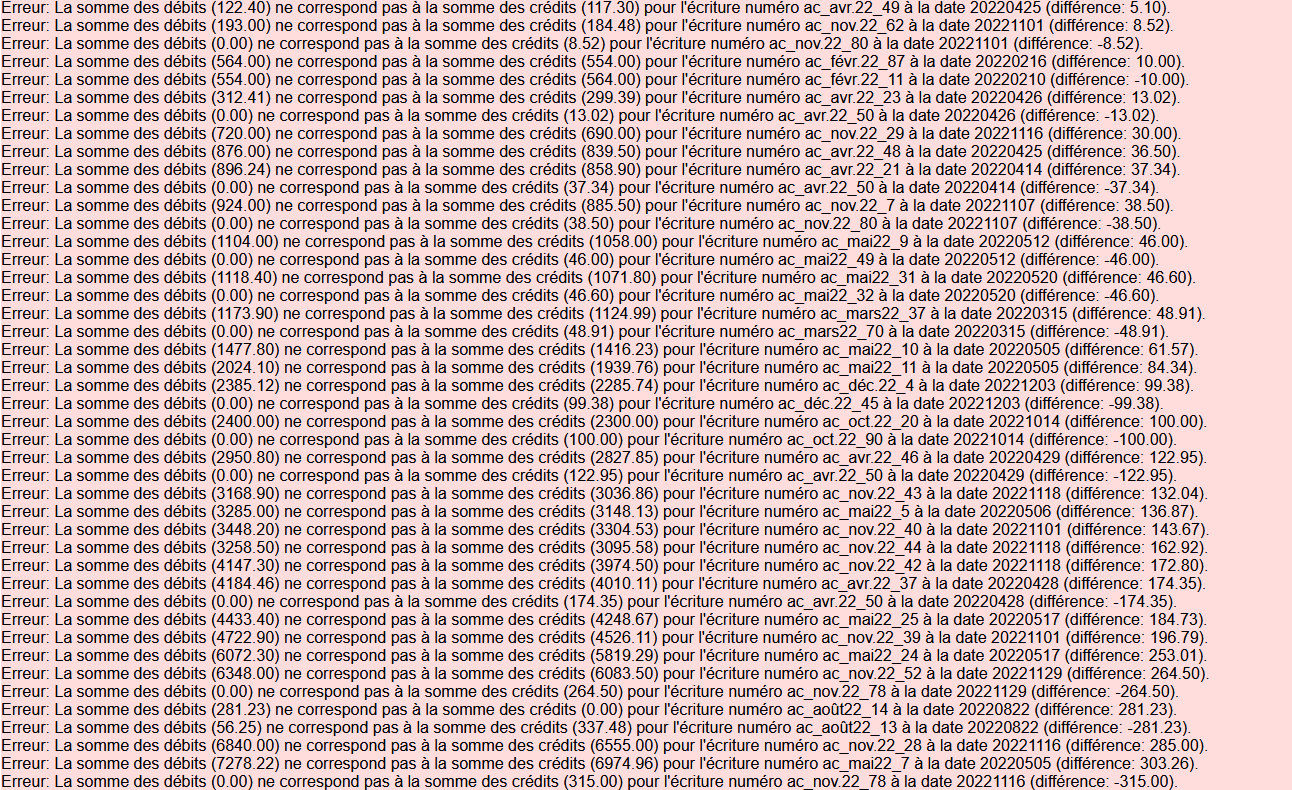 Erreur: La somme des débits (122.40) ne correspond pas à la somme des crédits (117.30) pour l'écriture numéro ac_avr.22_49 à la date 20220425 (différence: 5.10).
Erreur: La somme des débits (193.00) ne correspond pas à la somme des crédits (184.48) pour l'écriture numéro ac_nov.22_62 à la date 20221101 (différence: 8.52).
Erreur: La somme des débits (0.00) ne correspond pas à la somme des crédits (8.52) pour l'écriture numéro ac_nov.22_80 à la date 20221101 (différence: -8.52).
Erreur: La somme des débits (564.00) ne correspond pas à la somme des crédits (554.00) pour l'écriture numéro ac_févr.22_87 à la date 20220216 (différence: 10.00).
Erreur: La somme des débits (554.00) ne correspond pas à la somme des crédits (564.00) pour l'écriture numéro ac_févr.22_11 à la date 20220210 (différence: -10.00).
Erreur: La somme des débits (312.41) ne correspond pas à la somme des crédits (299.39) pour l'écriture numéro ac_avr.22_23 à la date 20220426 (différence: 13.02).
Erreur: La somme des débits (0.00) ne correspond pas à la somme des crédits (13.02) pour l'écriture numéro ac_avr.22_50 à la date 20220426 (différence: -13.02).
Erreur: La somme des débits (720.00) ne correspond pas à la somme des crédits (690.00) pour l'écriture numéro ac_nov.22_29 à la date 20221116 (différence: 30.00).
Erreur: La somme des débits (876.00) ne correspond pas à la somme des crédits (839.50) pour l'écriture numéro ac_avr.22_48 à la date 20220425 (différence: 36.50).
Erreur: La somme des débits (896.24) ne correspond pas à la somme des crédits (858.90) pour l'écriture numéro ac_avr.22_21 à la date 20220414 (différence: 37.34).
Erreur: La somme des débits (0.00) ne correspond pas à la somme des crédits (37.34) pour l'écriture numéro ac_avr.22_50 à la date 20220414 (différence: -37.34).
Erreur: La somme des débits (924.00) ne correspond pas à la somme des crédits (885.50) pour l'écriture numéro ac_nov.22_7 à la date 20221107 (différence: 38.50).
Erreur: La somme des débits (0.00) ne correspond pas à la somme des crédits (38.50) pour l'écriture numéro ac_nov.22_80 à la date 20221107 (différence: -38.50).
Erreur: La somme des débits (1104.00) ne correspond pas à la somme des crédits (1058.00) pour l'écriture numéro ac_mai22_9 à la date 20220512 (différence: 46.00).
Erreur: La somme des débits (0.00) ne correspond pas à la somme des crédits (46.00) pour l'écriture numéro ac_mai22_49 à la date 20220512 (différence: -46.00).
Erreur: La somme des débits (1118.40) ne correspond pas à la somme des crédits (1071.80) pour l'écriture numéro ac_mai22_31 à la date 20220520 (différence: 46.60).
Erreur: La somme des débits (0.00) ne correspond pas à la somme des crédits (46.60) pour l'écriture numéro ac_mai22_32 à la date 20220520 (différence: -46.60).
Erreur: La somme des débits (1173.90) ne correspond pas à la somme des crédits (1124.99) pour l'écriture numéro ac_mars22_37 à la date 20220315 (différence: 48.91).
Erreur: La somme des débits (0.00) ne correspond pas à la somme des crédits (48.91) pour l'écriture numéro ac_mars22_70 à la date 20220315 (différence: -48.91).
Erreur: La somme des débits (1477.80) ne correspond pas à la somme des crédits (1416.23) pour l'écriture numéro ac_mai22_10 à la date 20220505 (différence: 61.57).
Erreur: La somme des débits (2024.10) ne correspond pas à la somme des crédits (1939.76) pour l'écriture numéro ac_mai22_11 à la date 20220505 (différence: 84.34).
Erreur: La somme des débits (2385.12) ne correspond pas à la somme des crédits (2285.74) pour l'écriture numéro ac_déc.22_4 à la date 20221203 (différence: 99.38).
Erreur: La somme des débits (0.00) ne correspond pas à la somme des crédits (99.38) pour l'écriture numéro ac_déc.22_45 à la date 20221203 (différence: -99.38).
Erreur: La somme des débits (2400.00) ne correspond pas à la somme des crédits (2300.00) pour l'écriture numéro ac_oct.22_20 à la date 20221014 (différence: 100.00).
Erreur: La somme des débits (0.00) ne correspond pas à la somme des crédits (100.00) pour l'écriture numéro ac_oct.22_90 à la date 20221014 (différence: -100.00).
Erreur: La somme des débits (2950.80) ne correspond pas à la somme des crédits (2827.85) pour l'écriture numéro ac_avr.22_46 à la date 20220429 (différence: 122.95).
Erreur: La somme des débits (0.00) ne correspond pas à la somme des crédits (122.95) pour l'écriture numéro ac_avr.22_50 à la date 20220429 (différence: -122.95).
Erreur: La somme des débits (3168.90) ne correspond pas à la somme des crédits (3036.86) pour l'écriture numéro ac_nov.22_43 à la date 20221118 (différence: 132.04).
Erreur: La somme des débits (3285.00) ne correspond pas à la somme des crédits (3148.13) pour l'écriture numéro ac_mai22_5 à la date 20220506 (différence: 136.87).
Erreur: La somme des débits (3448.20) ne correspond pas à la somme des crédits (3304.53) pour l'écriture numéro ac_nov.22_40 à la date 20221101 (différence: 143.67).
Erreur: La somme des débits (3258.50) ne correspond pas à la somme des crédits (3095.58) pour l'écriture numéro ac_nov.22_44 à la date 20221118 (différence: 162.92).
Erreur: La somme des débits (4147.30) ne correspond pas à la somme des crédits (3974.50) pour l'écriture numéro ac_nov.22_42 à la date 20221118 (différence: 172.80).
Erreur: La somme des débits (4184.46) ne correspond pas à la somme des crédits (4010.11) pour l'écriture numéro ac_avr.22_37 à la date 20220428 (différence: 174.35).
Erreur: La somme des débits (0.00) ne correspond pas à la somme des crédits (174.35) pour l'écriture numéro ac_avr.22_50 à la date 20220428 (différence: -174.35).
Erreur: La somme des débits (4433.40) ne correspond pas à la somme des crédits (4248.67) pour l'écriture numéro ac_mai22_25 à la date 20220517 (différence: 184.73).
Erreur: La somme des débits (4722.90) ne correspond pas à la somme des crédits (4526.11) pour l'écriture numéro ac_nov.22_39 à la date 20221101 (différence: 196.79).
Erreur: La somme des débits (6072.30) ne correspond pas à la somme des crédits (5819.29) pour l'écriture numéro ac_mai22_24 à la date 20220517 (différence: 253.01).
Erreur: La somme des débits (6348.00) ne correspond pas à la somme des crédits (6083.50) pour l'écriture numéro ac_nov.22_52 à la date 20221129 (différence: 264.50).
Erreur: La somme des débits (0.00) ne correspond pas à la somme des crédits (264.50) pour l'écriture numéro ac_nov.22_78 à la date 20221129 (différence: -264.50).
Erreur: La somme des débits (281.23) ne correspond pas à la somme des crédits (0.00) pour l'écriture numéro ac_août22_14 à la date 20220822 (différence: 281.23).
Erreur: La somme des débits (56.25) ne correspond pas à la somme des crédits (337.48) pour l'écriture numéro ac_août22_13 à la date 20220822 (différence: -281.23).
Erreur: La somme des débits (6840.00) ne correspond pas à la somme des crédits (6555.00) pour l'écriture numéro ac_nov.22_28 à la date 20221116 (différence: 285.00).
Erreur: La somme des débits (7278.22) ne correspond pas à la somme des crédits (6974.96) pour l'écriture numéro ac_mai22_7 à la date 20220505 (différence: 303.26).
Erreur: La somme des débits (0.00) ne correspond pas à la somme des crédits (315.00) pour l'écriture numéro ac_nov.22_78 à la date 20221116 (différence: -315.00).